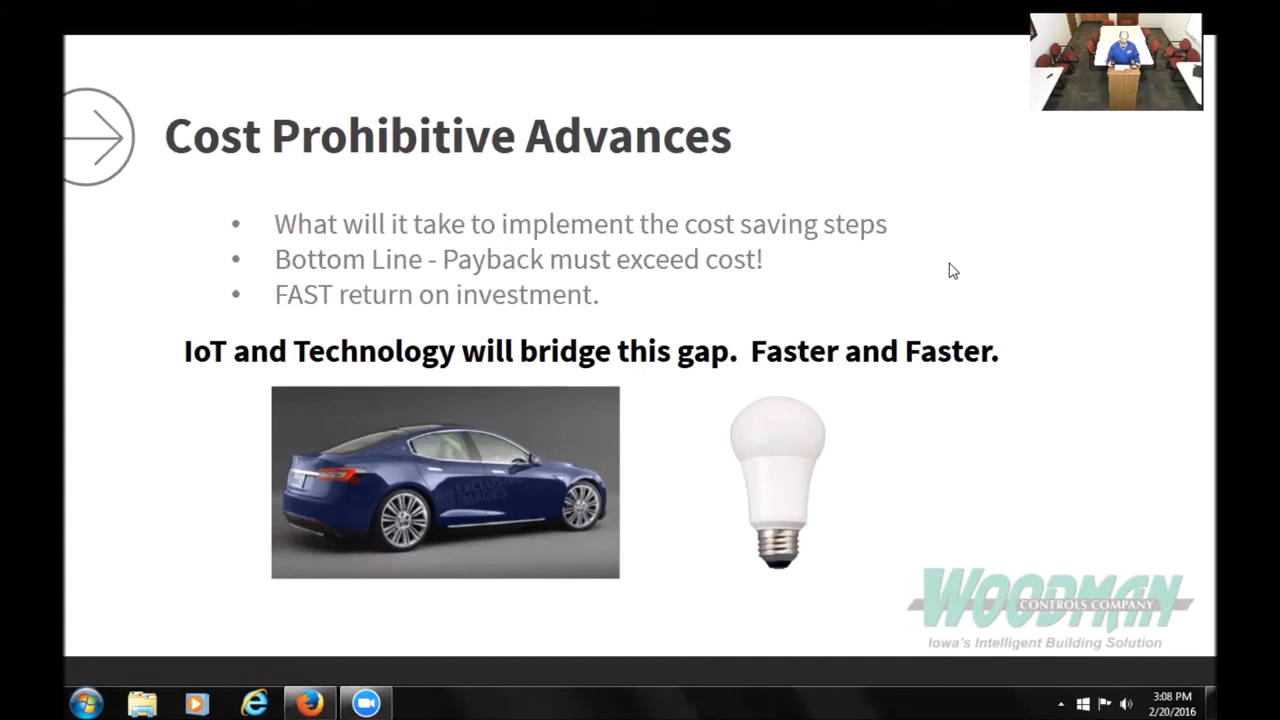 Cost Prohibitive Advances
• What will it take to implement the cost saving steps
• Bottom Line - Payback must exceed cost!
• FAST return on investment.
IoT and Technology will bridge this gap.  Faster and Faster.
EXCLUSIVE
IMAGES
WOODMAN
CONTROLS COMPANY
Iowa's Intelligent Building Solution
3:08 PM
2/20/2016